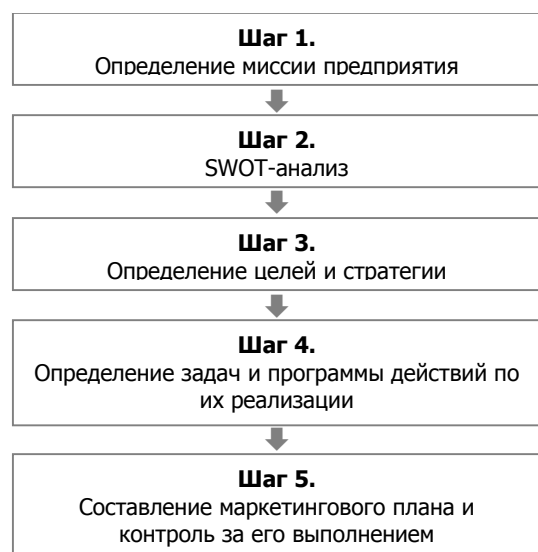 Шаг 1.
Определение миссии предприятия
Шаг 2.
SWOT-анализ
Шаг 3.
Определение целей и стратегии
Шаг 4.
Определение задач и программы действий по
их реализации
Шаг 5.
Составление маркетингового плана и
контроль за его выполнением